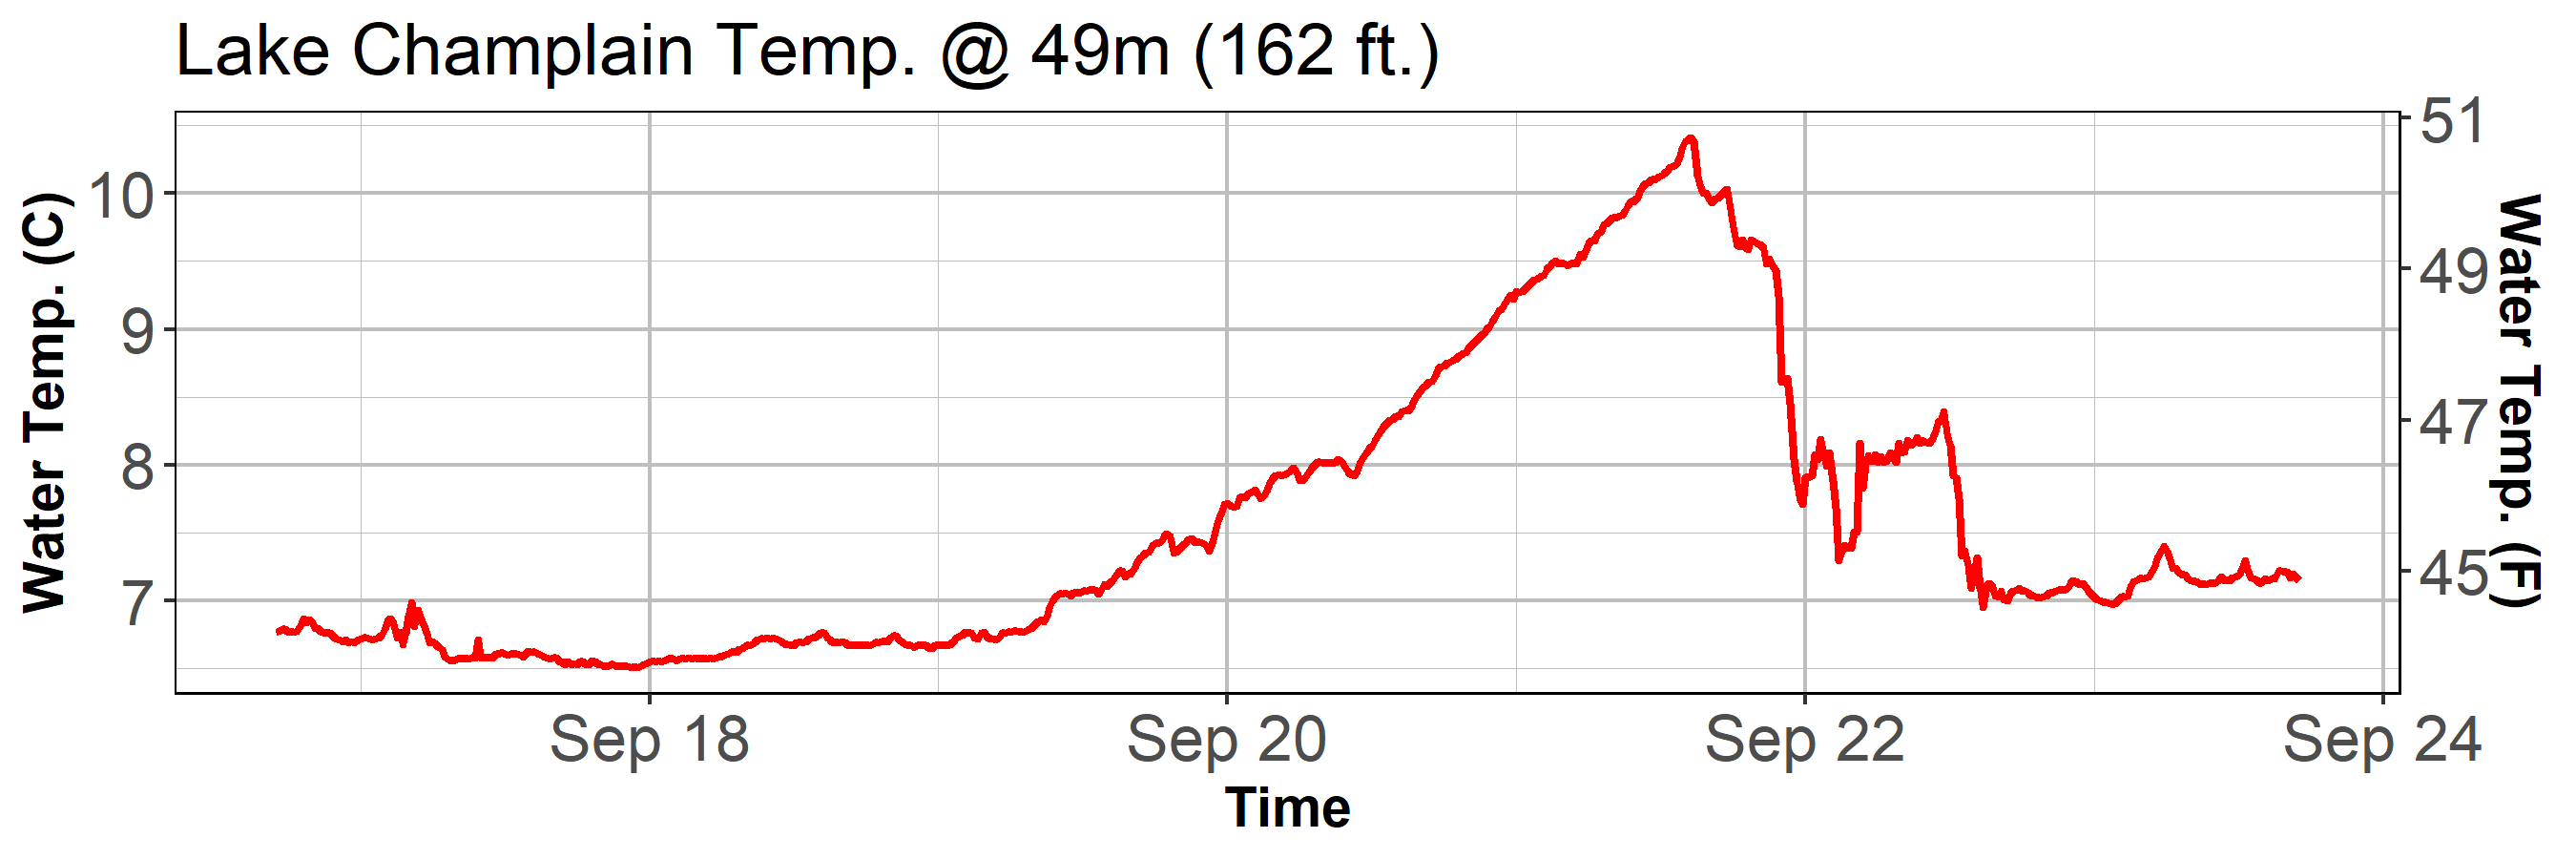 Lake Champlain Temp. @ 49m (162 ft.)
Water Temp. (C)
10
9
8
7
51
49
47
45
Water Temp. (F)
Sep 18
Sep 20
Sep 22
Sep 24
Time